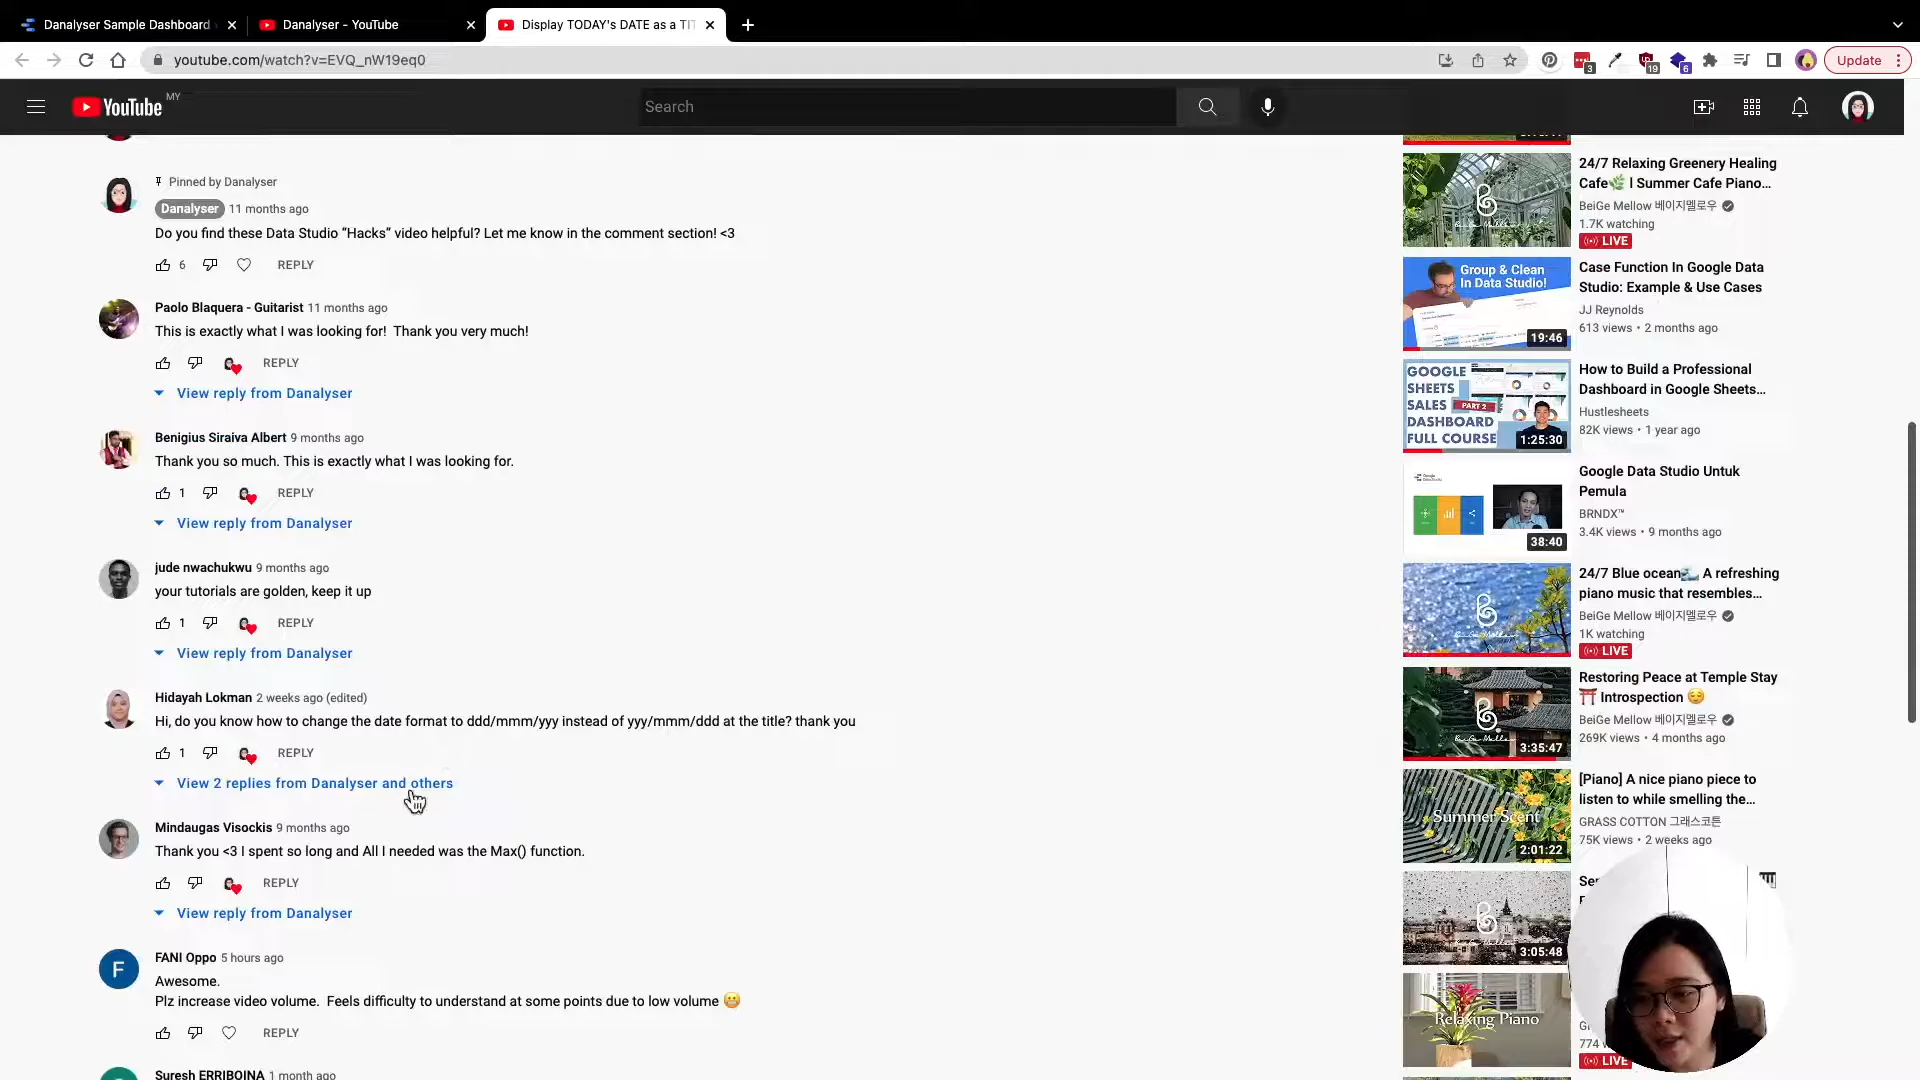 Danalyser Sample Dashboard
Danalyser - YouTube
Display TODAY's DATE as a TIT
youtube.com/watch?v=EVQ_nW19eq0
3
19
6
Update
YouTube
MY
Search
Pinned by Danalyser
Danalyser 11 months ago
Do you find these Data Studio “Hacks” video helpful? Let me know in the comment section! <3
6
REPLY
Paolo Blaquera - Guitarist 11 months ago
This is exactly what I was looking for!  Thank you very much!
REPLY
View reply from Danalyser
Benigius Siraiva Albert 9 months ago
Thank you so much. This is exactly what I was looking for.
1 REPLY
View reply from Danalyser
jude nwachukwu 9 months ago
your tutorials are golden, keep it up
1 REPLY
View reply from Danalyser
Hidayah Lokman 2 weeks ago (edited)
Hi, do you know how to change the date format to ddd/mmm/yyy instead of yyy/mmm/ddd at the title? thank you
1 REPLY
View 2 replies from Danalyser and others
Mindaugas Visockis 9 months ago
Thank you <3 I spent so long and All I needed was the Max() function.
REPLY
View reply from Danalyser
F
FANI Oppo 5 hours ago
Awesome.
Plz increase video volume.  Feels difficulty to understand at some points due to low volume 😬
REPLY
Suresh ERRIBOINA 1 month ago
24/7 Relaxing Greenery Healing
Cafe🌿 l Summer Cafe Piano...
BeiGe Mellow 베이지멜로우
1.7K watching
LIVE
Group & Clean
In Data Studio!
19:46
Case Function In Google Data
Studio: Example & Use Cases
JJ Reynolds
613 views • 2 months ago
GOOGLE
SHEETS
SALES PART 2
DASHBOARD
FULL COURSE
1:25:30
How to Build a Professional
Dashboard in Google Sheets...
Hustlesheets
82K views • 1 year ago
38:40
Google Data Studio Untuk
Pemula
BRNDX™
3.4K views • 9 months ago
BeiGe Mellow
24/7 Blue ocean🌊 A refreshing
piano music that resembles...
BeiGe Mellow 베이지멜로우
1K watching
LIVE
BeiGe Mellow
3:35:47
Restoring Peace at Temple Stay
⛩️ Introspection 😌
BeiGe Mellow 베이지멜로우
269K views • 4 months ago
Summer Scent
2:01:22
[Piano] A nice piano piece to
listen to while smelling the...
GRASS COTTON 그래스코튼
75K views • 2 weeks ago
3:05:48
Relaxing Piano
774
LIVE